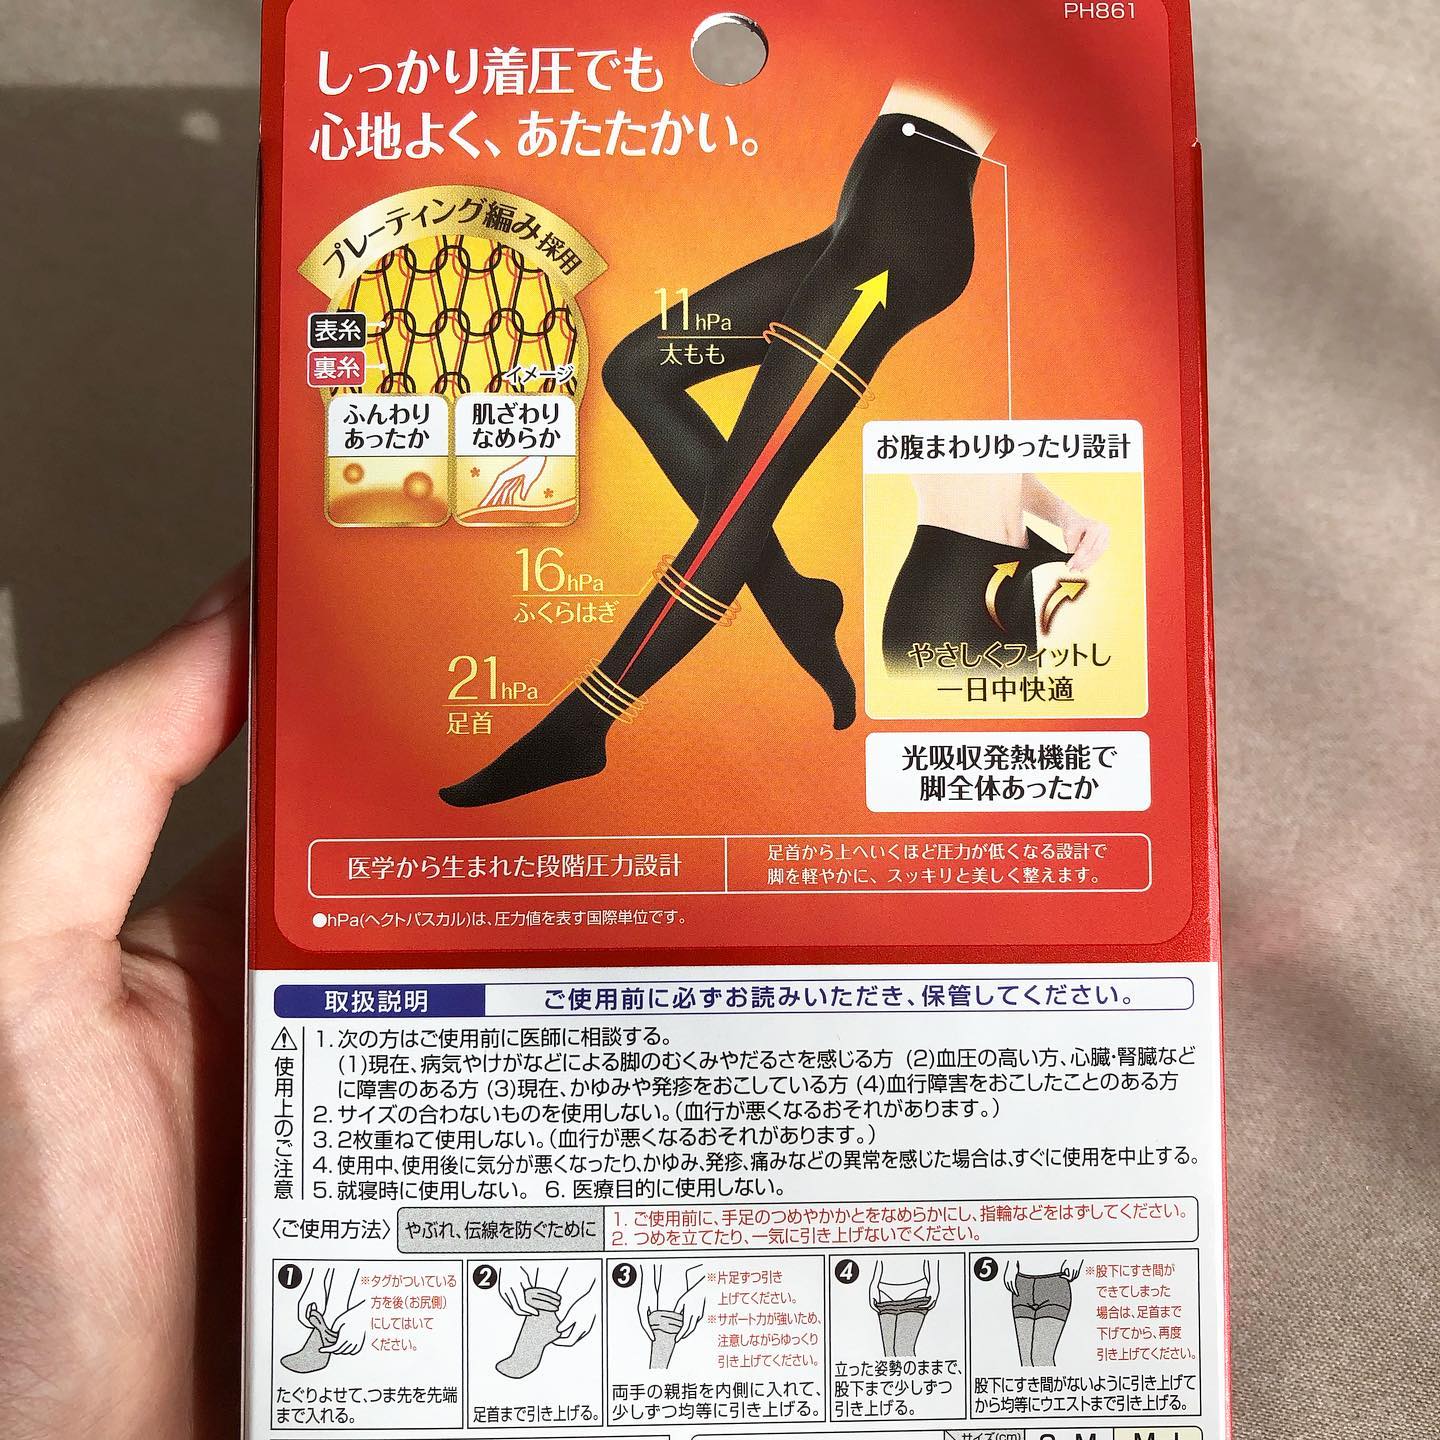 PH861
しっかり着圧でも
心地よく、あたたかい。
プレーティング編み採用
表糸
裏糸
イメージ
ふんわり
あったか
肌ざわり
なめらか
11hPa
太もも
16hPa
ふくらはぎ
21hPa
足首
お腹まわりゆったり設計
やさしくフィットし
一日中快適
光吸収発熱機能で
脚全体あったか
医学から生まれた段階圧力設計
足首から上へいくほど圧力が低くなる設計で
脚を軽やかに、スッキリと美しく整えます。
●hPa(ヘクトパスカル)は、圧力値を表す国際単位です。
取扱説明
ご使用前に必ずお読みいただき、保管してください。
使用上のご注意
1. 次の方はご使用前に医師に相談する。
(1)現在、病気やけがなどによる脚のむくみやだるさを感じる方 (2)血圧の高い方、心臓・腎臓など
に障害のある方 (3)現在、かゆみや発疹をおこしている方 (4)血行障害をおこしたことのある方
2. サイズの合わないものを使用しない。(血行が悪くなるおそれがあります。)
3. 2枚重ねて使用しない。(血行が悪くなるおそれがあります。)
4. 使用中、使用後に気分が悪くなったり、かゆみ、発疹、痛みなどの異常を感じた場合は、すぐに使用を中止する。
5. 就寝時に使用しない。 6. 医療目的に使用しない。
〈ご使用方法〉
やぶれ、伝線を防ぐために
1. ご使用前に、手足のつめやかかとをなめらかにし、指輪などをはずしてください。
2. つめを立てたり、一気に引き上げないでください。
1
※タグがついている
方を後(お尻側)
にしてはいて
ください。
たぐりよせて、つま先を先端
まで入れる。
2
足首まで引き上げる。
3
※片足ずつ引き
上げてください。
※サポート力が強いため、
注意しながらゆっくり
引き上げてください。
両手の親指を内側に入れて、
少しずつ均等に引き上げる。
4
立った姿勢のままで、
股下まで少しずつ
引き上げる。
5
※股下にすき間が
できてしまった
場合は、足首まで
下げてから、再度
引き上げてください。
股下にすき間がないように引き上げて
から均等にウエストまで引き上げる。
サイズ(cm)